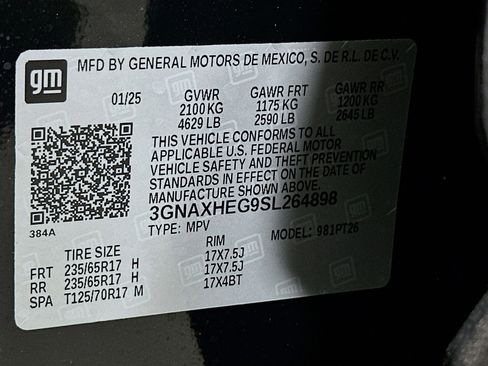 gm
MFD BY GENERAL MOTORS DE MEXICO, S. DE R.L. DE C.V.
01/25 GVWR GAWR FRT GAWR RR
2100 KG 1175 KG 1200 KG
4629 LB 2590 LB 2645 LB
THIS VEHICLE CONFORMS TO ALL
APPLICABLE U.S. FEDERAL MOTOR
VEHICLE SAFETY AND THEFT PREVENTION
STANDARDS IN EFFECT ON THE DATE OF
MANUFACTURE SHOWN ABOVE.
3GNAXHEG9SL264898
384A
TYPE: MPV MODEL: 981PT26
TIRE SIZE RIM
FRT 235/65R17 H 17X7.5J
RR 235/65R17 H 17X7.5J
SPA T125/70R17 M 17X4BT